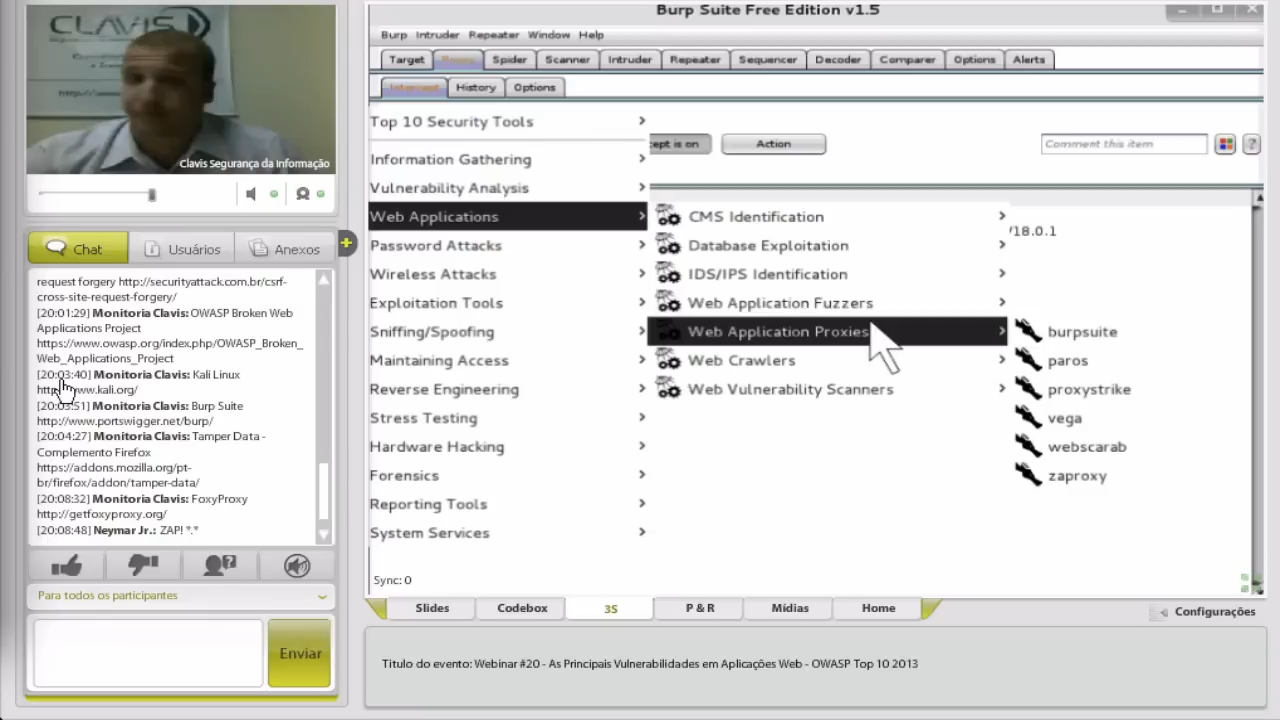 CLAVIS
Clavis Segurança da Informação
Chat
Usuários
Anexos
request forgery http://securityattack.com.br/csrf-
cross-site-request-forgery/
[20:01:29] Monitoria Clavis: OWASP Broken Web
Applications Project
https://www.owasp.org/index.php/OWASP_Broken_
Web_Applications_Project
[20:03:40] Monitoria Clavis: Kali Linux
[20:03:51] Monitoria Clavis: Burp Suite
http://www.portswigger.net/burp/
[20:04:27] Monitoria Clavis: Tamper Data -
Complemento Firefox
https://addons.mozilla.org/pt-
br/firefox/addon/tamper-data/
[20:08:32] Monitoria Clavis: FoxyProxy
http://getfoxyproxy.org/
[20:08:48] Neymar Jr.: ZAP! *.*
Para todos os participantes
Enviar
Burp Suite Free Edition v1.5
Burp Intruder Repeater Window Help
Target Spider Scanner Intruder Repeater Sequencer Decoder Comparer Options Alerts
Intercept History Options
cept is on Action Comment this item ?
/18.0.1
Top 10 Security Tools
Information Gathering
Vulnerability Analysis
Web Applications
Password Attacks
Wireless Attacks
Exploitation Tools
Sniffing/Spoofing
Maintaining Access
Reverse Engineering
Stress Testing
Hardware Hacking
Forensics
Reporting Tools
System Services
CMS Identification
Database Exploitation
IDS/IPS Identification
Web Application Fuzzers
Web Application Proxies
Web Crawlers
Web Vulnerability Scanners
burpsuite
paros
proxystrike
vega
webscarab
zaproxy
Sync: 0
Slides Codebox 3S P & R Mídias Home
Configurações
Titulo do evento: Webinar #20 - As Principais Vulnerabilidades em Aplicações Web - OWASP Top 10 2013